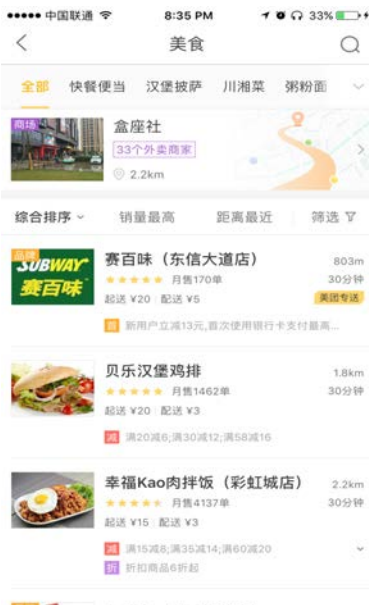 中国联通 8:35 PM 33%
美食
全部 快餐便当 汉堡披萨 川湘菜 粥粉面
商场
盒座社
33个外卖商家
2.2km
综合排序 销量最高 距离最近 筛选
品牌
SUBWAY
赛百味
赛百味（东信大道店） 803m
月售170单 30分钟
起送 ¥20 配送 ¥5 美团专送
首 新用户立减13元,首次使用银行卡支付最高...
贝乐汉堡鸡排 1.8km
月售1462单 30分钟
起送 ¥20 配送 ¥3
减 满20减6;满30减12;满58减16
幸福Kao肉拌饭（彩虹城店） 2.2km
月售4137单 30分钟
起送 ¥15 配送 ¥3
减 满15减8;满35减14;满60减20
折 折扣商品6折起